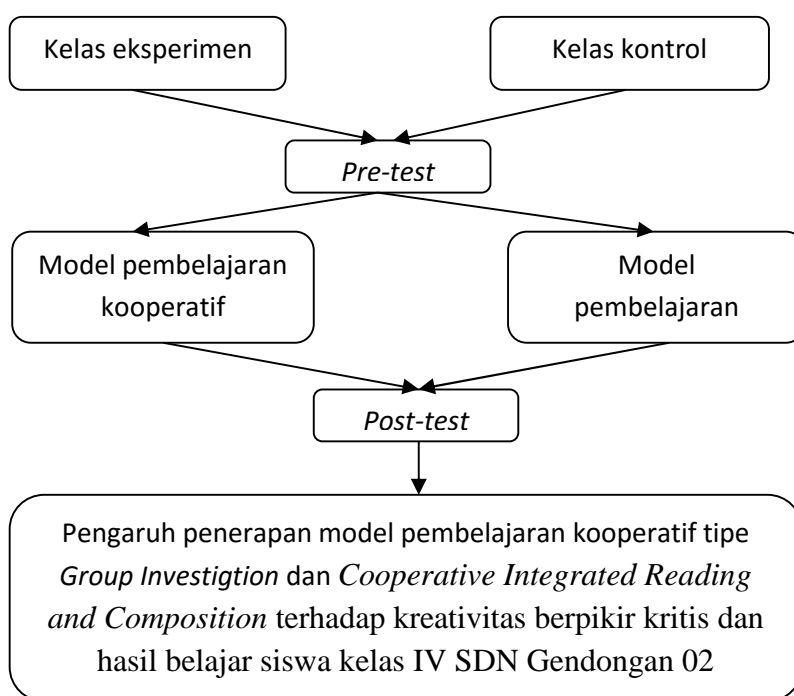 Kelas eksperimen
Kelas kontrol
Pre-test
Model pembelajaran
kooperatif
Model
pembelajaran
Post-test
Pengaruh penerapan model pembelajaran kooperatif tipe
Group Investigtion dan Cooperative Integrated Reading
and Composition terhadap kreativitas berpikir kritis dan
hasil belajar siswa kelas IV SDN Gendongan 02